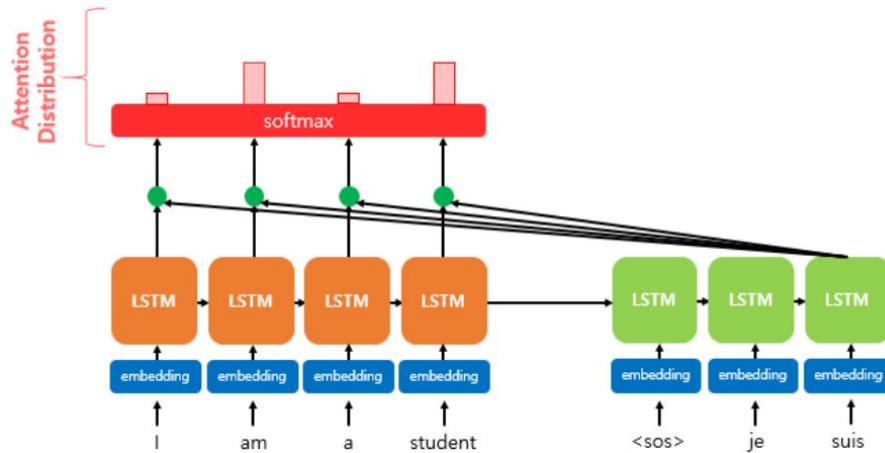 Attention
Distribution
softmax
LSTM LSTM LSTM LSTM LSTM LSTM LSTM
embedding embedding embedding embedding embedding embedding embedding
I am a student <sos> je suis